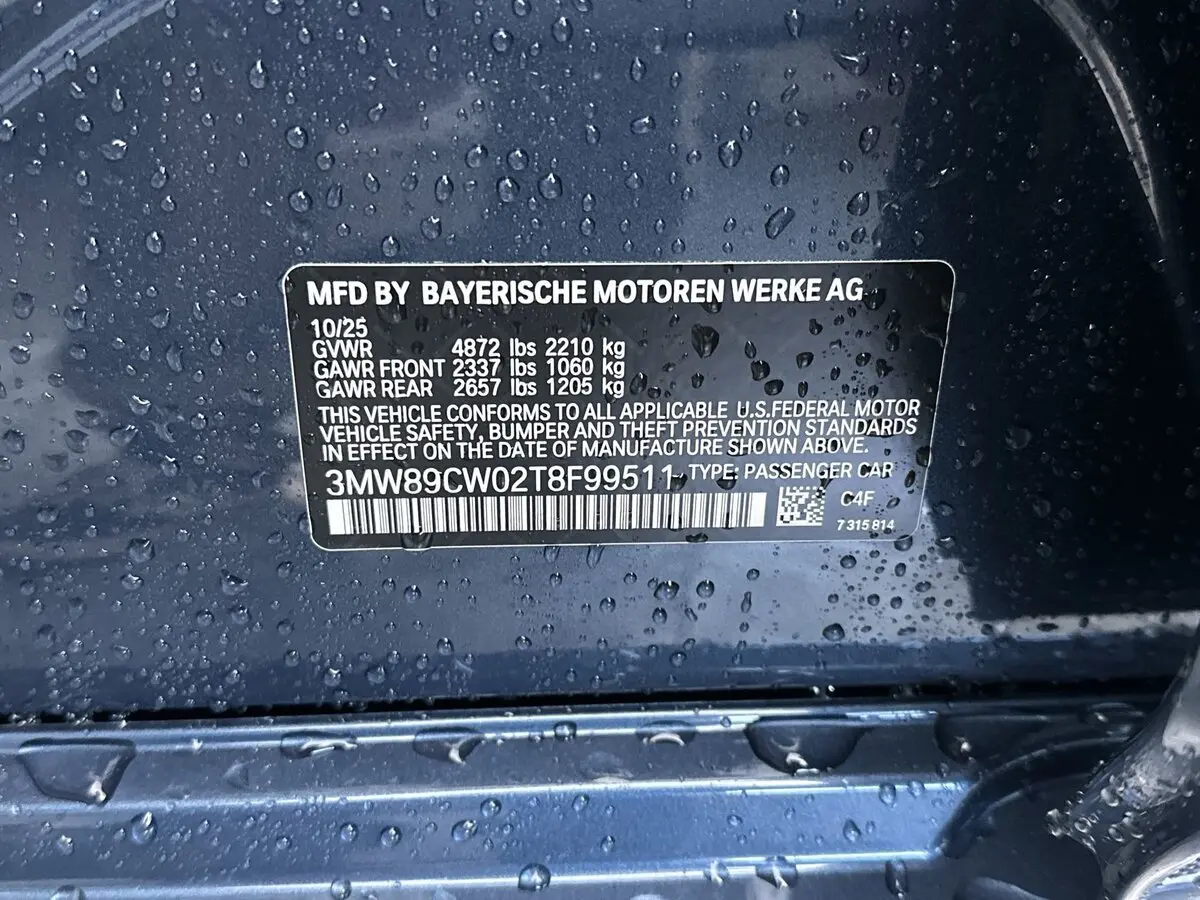 MFD BY BAYERISCHE MOTOREN WERKE AG
10/25
GVWR 4872 lbs 2210 kg
GAWR FRONT 2337 lbs 1060 kg
GAWR REAR 2657 lbs 1205 kg
THIS VEHICLE CONFORMS TO ALL APPLICABLE U.S.FEDERAL MOTOR
VEHICLE SAFETY, BUMPER AND THEFT PREVENTION STANDARDS
IN EFFECT ON THE DATE OF MANUFACTURE SHOWN ABOVE.
3MW89CW02T8F99511 TYPE: PASSENGER CAR
C4F
7 315 814